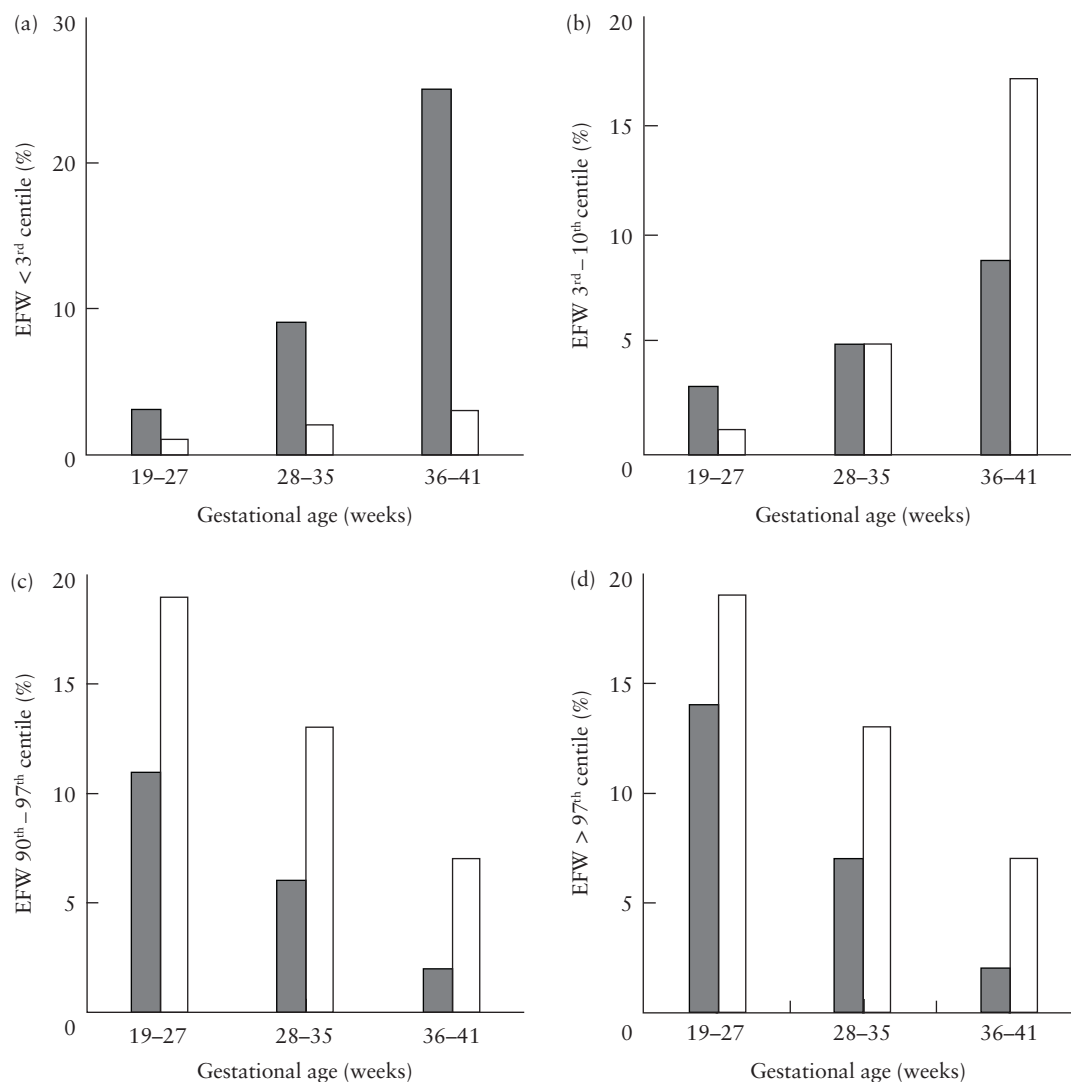 (a)
30
20
10
0
EFW < 3rd centile (%)
19–27 28–35 36–41
Gestational age (weeks)
(b)
20
15
10
5
0
EFW 3rd – 10th centile (%)
19–27 28–35 36–41
Gestational age (weeks)
(c)
20
15
10
5
0
EFW 90th – 97th centile (%)
19–27 28–35 36–41
Gestational age (weeks)
(d)
20
15
10
5
0
EFW > 97th centile (%)
19–27 28–35 36–41
Gestational age (weeks)